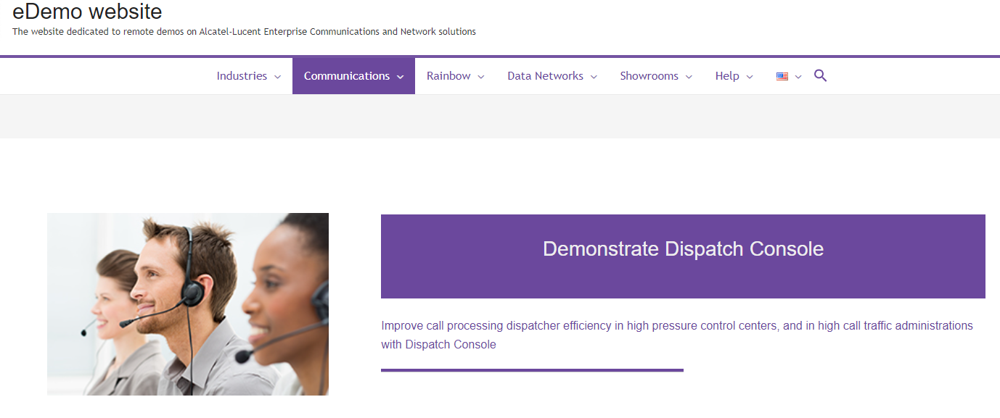 eDemo website
The website dedicated to remote demos on Alcatel-Lucent Enterprise Communications and Network solutions
Industries Communications Rainbow Data Networks Showrooms Help
Demonstrate Dispatch Console
Improve call processing dispatcher efficiency in high pressure control centers, and in high call traffic administrations
with Dispatch Console